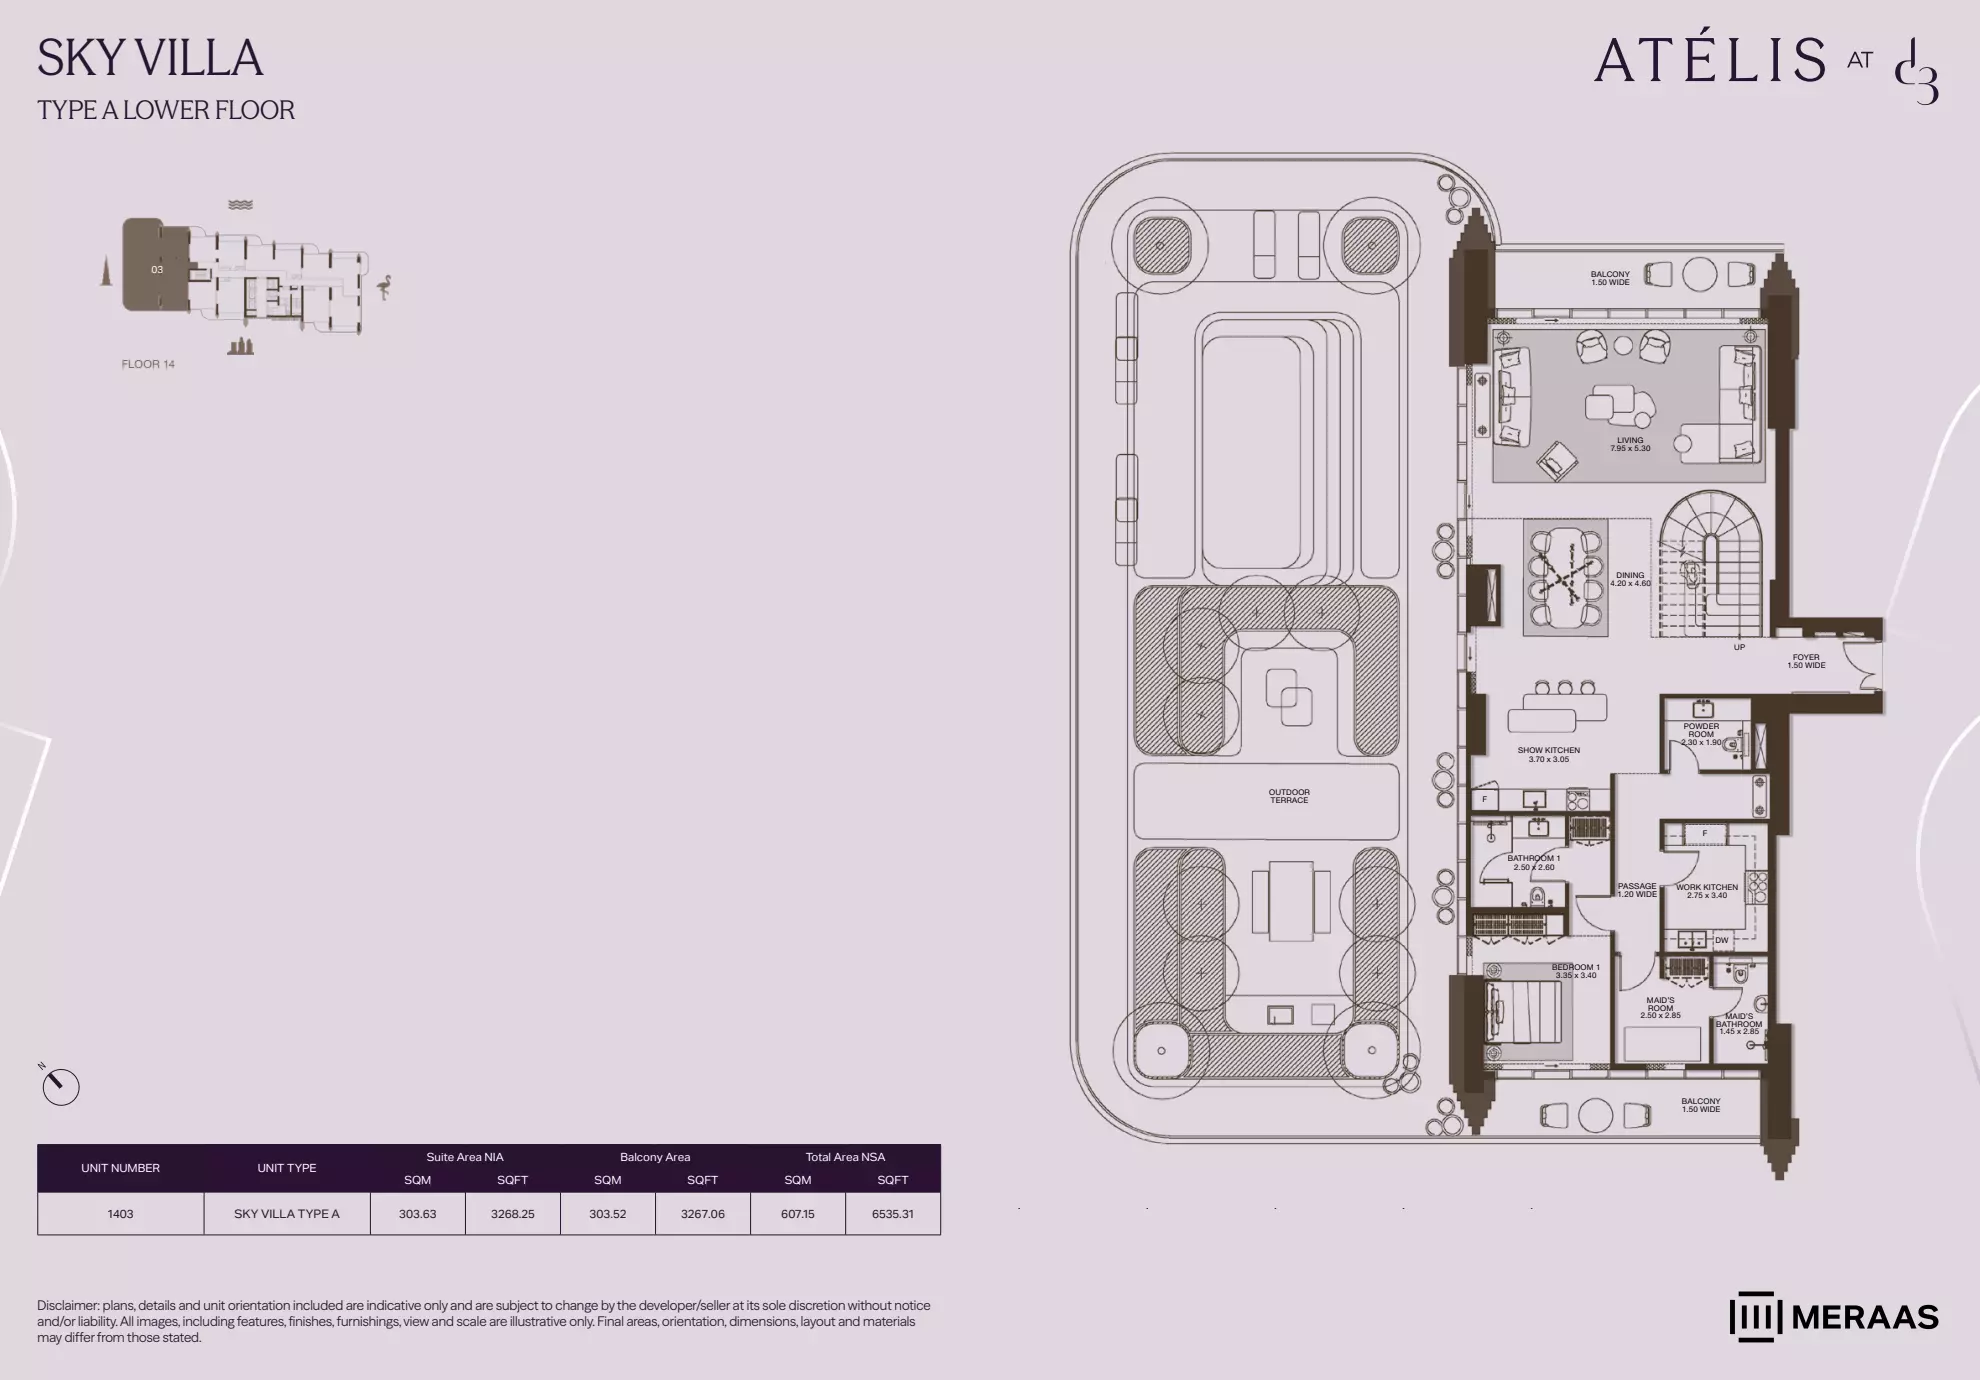 SKY VILLA
TYPE A LOWER FLOOR
ATÉLIS AT d3
03
FLOOR 14
BALCONY
1.50 WIDE
LIVING
7.95 x 5.30
DINING
4.20 x 4.60
UP
FOYER
1.50 WIDE
POWDER
ROOM
2.30 x 1.90
SHOW KITCHEN
3.70 x 3.05
OUTDOOR
TERRACE
F
F
BATHROOM 1
2.50 x 2.60
PASSAGE
1.20 WIDE
WORK KITCHEN
2.75 x 3.40
DW
BEDROOM 1
3.35 x 3.40
MAID'S
ROOM
2.50 x 2.85
MAID'S
BATHROOM
1.45 x 2.85
BALCONY
1.50 WIDE
N
UNIT NUMBER UNIT TYPE Suite Area NIA Balcony Area Total Area NSA
SQM SQFT SQM SQFT SQM SQFT
1403 SKY VILLA TYPE A 303.63 3268.25 303.52 3267.06 607.15 6535.31
Disclaimer: plans, details and unit orientation included are indicative only and are subject to change by the developer/seller at its sole discretion without notice
and/or liability. All images, including features, finishes, furnishings, view and scale are illustrative only. Final areas, orientation, dimensions, layout and materials
may differ from those stated.
MERAAS